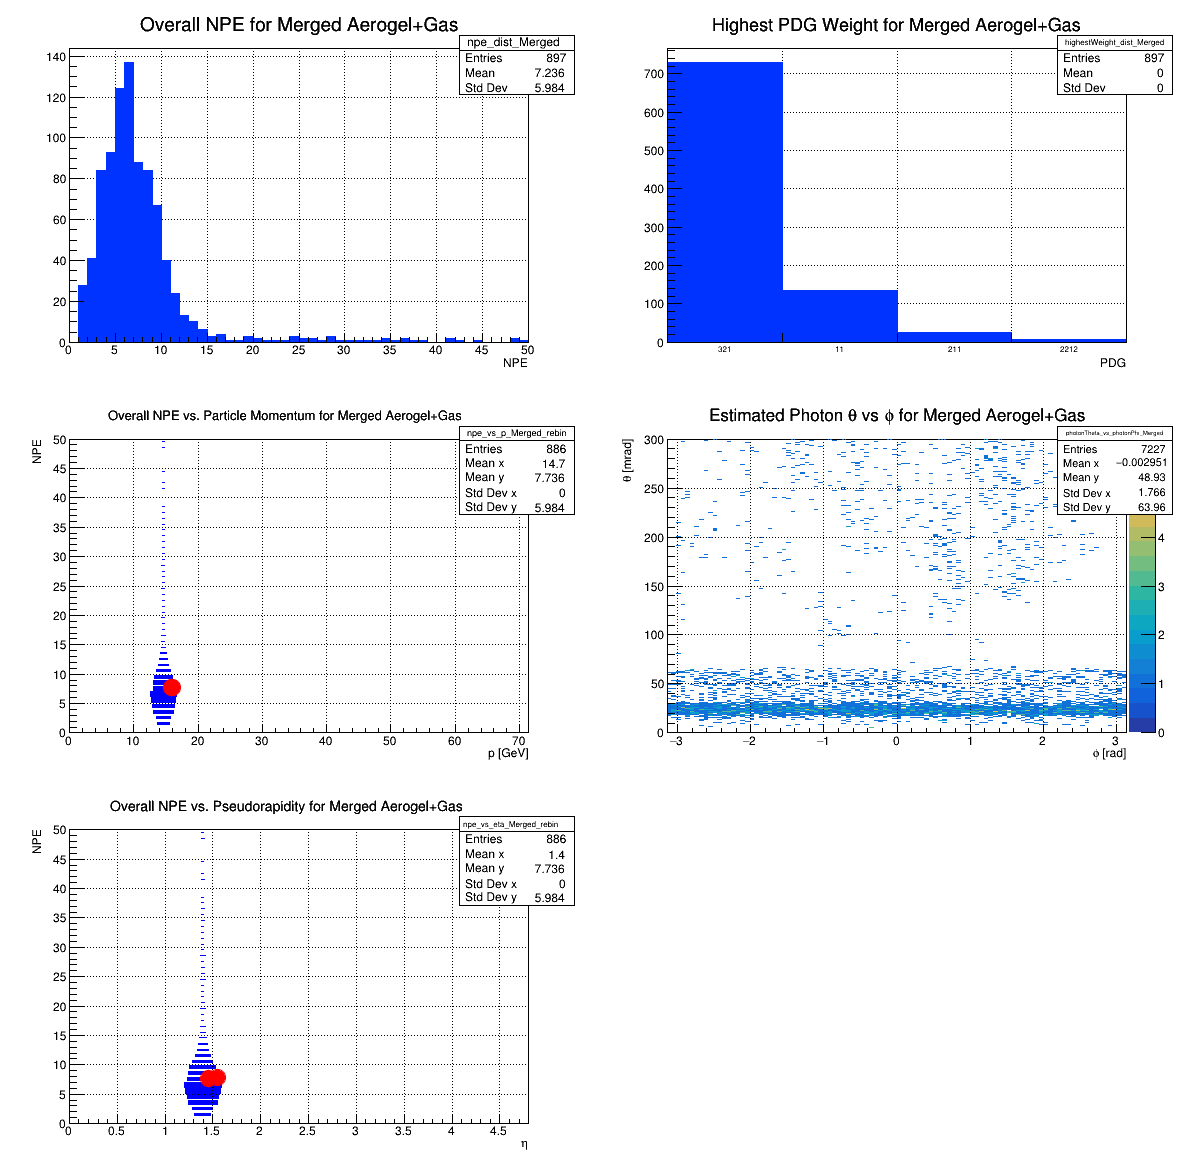 Overall NPE for Merged Aerogel+Gas
npe_dist_Merged
Entries 897
Mean 7.236
Std Dev 5.984
140
120
100
80
60
40
20
0
0 5 10 15 20 25 30 35 40 45 50
NPE
Highest PDG Weight for Merged Aerogel+Gas
highestWeight_dist_Merged
Entries 897
Mean 0
Std Dev 0
700
600
500
400
300
200
100
0
321 11 211 2212
PDG
Overall NPE vs. Particle Momentum for Merged Aerogel+Gas
NPE
npe_vs_p_Merged_rebin
Entries 886
Mean x 14.7
Mean y 7.736
Std Dev x 0
Std Dev y 5.984
50
45
40
35
30
25
20
15
10
5
0
0 10 20 30 40 50 60 70
p [GeV]
Estimated Photon θ vs ϕ for Merged Aerogel+Gas
θ [mrad]
photonTheta_vs_photonPhi_Merged
Entries 7227
Mean x −0.002951
Mean y 48.93
Std Dev x 1.766
Std Dev y 63.96
300
250
200
150
100
50
0
−3 −2 −1 0 1 2 3
ϕ [rad]
4
3
2
1
0
Overall NPE vs. Pseudorapidity for Merged Aerogel+Gas
NPE
npe_vs_eta_Merged_rebin
Entries 886
Mean x 1.4
Mean y 7.736
Std Dev x 0
Std Dev y 5.984
50
45
40
35
30
25
20
15
10
5
0
0 0.5 1 1.5 2 2.5 3 3.5 4 4.5
η